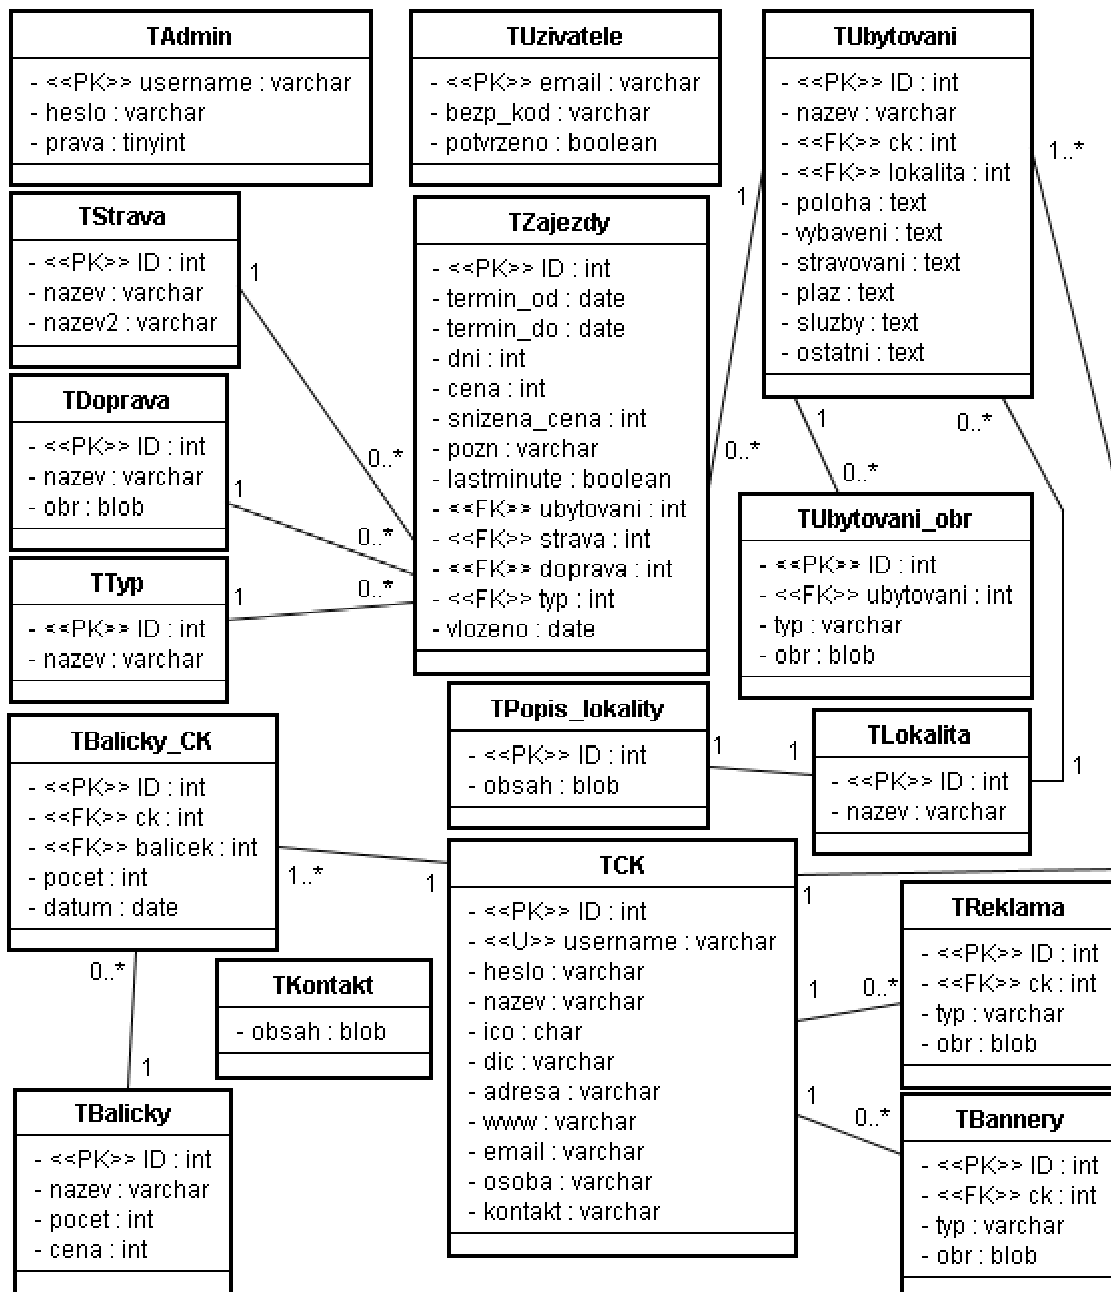 TAdmin
- <<PK>> username : varchar
- heslo : varchar
- prava : tinyint
TUzivatele
- <<PK>> email : varchar
- bezp_kod : varchar
- potvrzeno : boolean
TUbytovani
- <<PK>> ID : int
- nazev : varchar
- <<FK>> ck : int
- <<FK>> lokalita : int
- poloha : text
- vybaveni : text
- stravovani : text
- plaz : text
- sluzby : text
- ostatni : text
1..*
1
TStrava
- <<PK>> ID : int
- nazev : varchar
- nazev2 : varchar
1
0..*
TZajezdy
- <<PK>> ID : int
- termin_od : date
- termin_do : date
- dni : int
- cena : int
- snizena_cena : int
- pozn : varchar
- lastminute : boolean
- <<FK>> ubytovani : int
- <<FK>> strava : int
- <<FK>> doprava : int
- <<FK>> typ : int
- vlozeno : date
0..*
1
0..*
0..*
TDoprava
- <<PK>> ID : int
- nazev : varchar
- obr : blob
1
0..*
TTyp
- <<PK>> ID : int
- nazev : varchar
1
0..*
TUbytovani_obr
- <<PK>> ID : int
- <<FK>> ubytovani : int
- typ : varchar
- obr : blob
TPopis_lokality
- <<PK>> ID : int
- obsah : blob
1
1
TLokalita
- <<PK>> ID : int
- nazev : varchar
1
TBalicky_CK
- <<PK>> ID : int
- <<FK>> ck : int
- <<FK>> balicek : int
- pocet : int
- datum : date
1..*
1
0..*
TKontakt
- obsah : blob
1
TBalicky
- <<PK>> ID : int
- nazev : varchar
- pocet : int
- cena : int
TCK
- <<PK>> ID : int
- <<U>> username : varchar
- heslo : varchar
- nazev : varchar
- ico : char
- dic : varchar
- adresa : varchar
- www : varchar
- email : varchar
- osoba : varchar
- kontakt : varchar
1
1
0..*
TReklama
- <<PK>> ID : int
- <<FK>> ck : int
- typ : varchar
- obr : blob
1
0..*
TBannery
- <<PK>> ID : int
- <<FK>> ck : int
- typ : varchar
- obr : blob